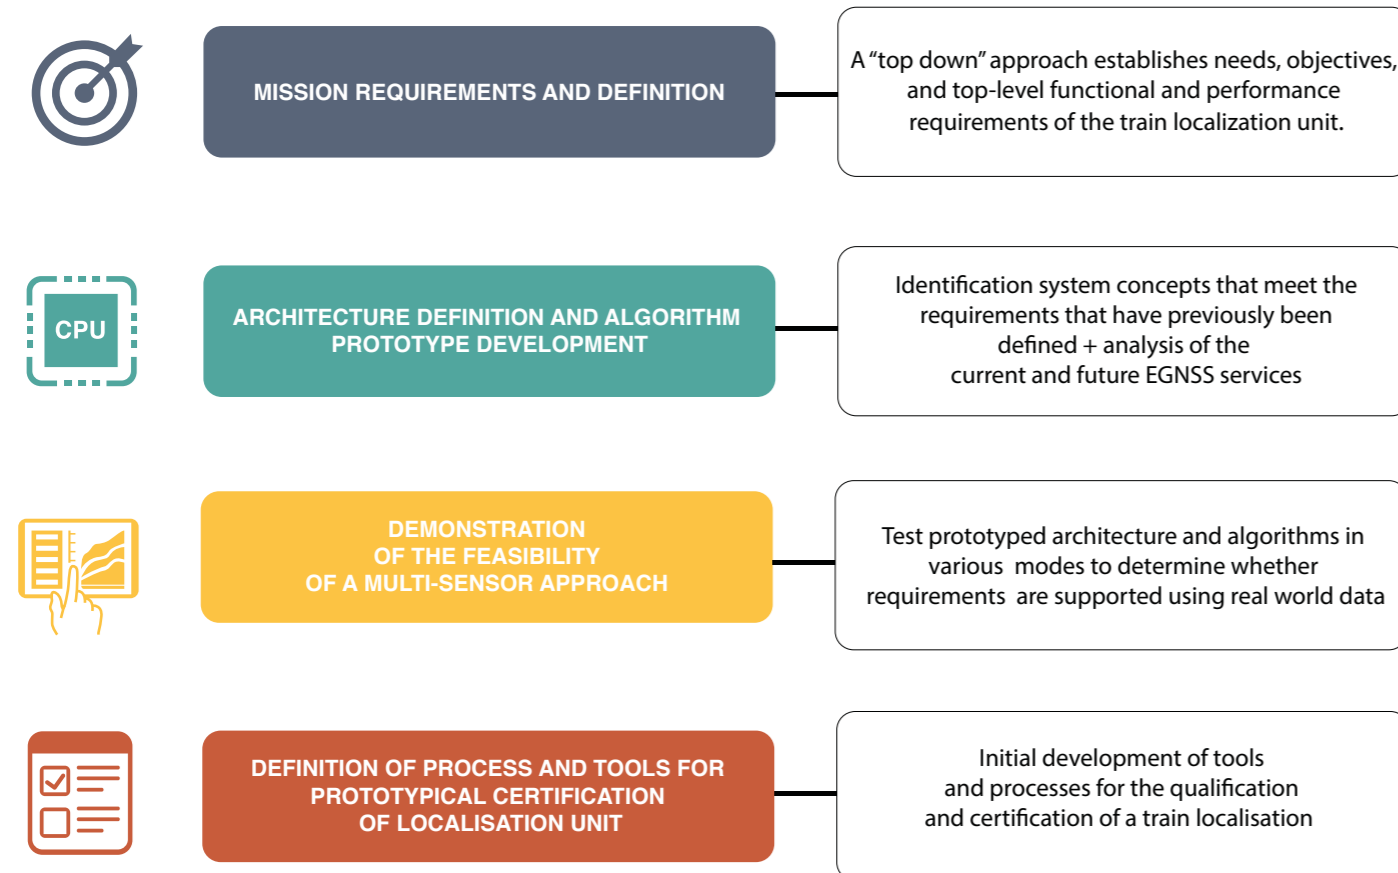 MISSION REQUIREMENTS AND DEFINITION
A “top down” approach establishes needs, objectives,
and top-level functional and performance
requirements of the train localization unit.
CPU
ARCHITECTURE DEFINITION AND ALGORITHM
PROTOTYPE DEVELOPMENT
Identification system concepts that meet the
requirements that have previously been
defined + analysis of the
current and future EGNSS services
DEMONSTRATION
OF THE FEASIBILITY
OF A MULTI-SENSOR APPROACH
Test prototyped architecture and algorithms in
various modes to determine whether
requirements are supported using real world data
DEFINITION OF PROCESS AND TOOLS FOR
PROTOTYPICAL CERTIFICATION
OF LOCALISATION UNIT
Initial development of tools
and processes for the qualification
and certification of a train localisation